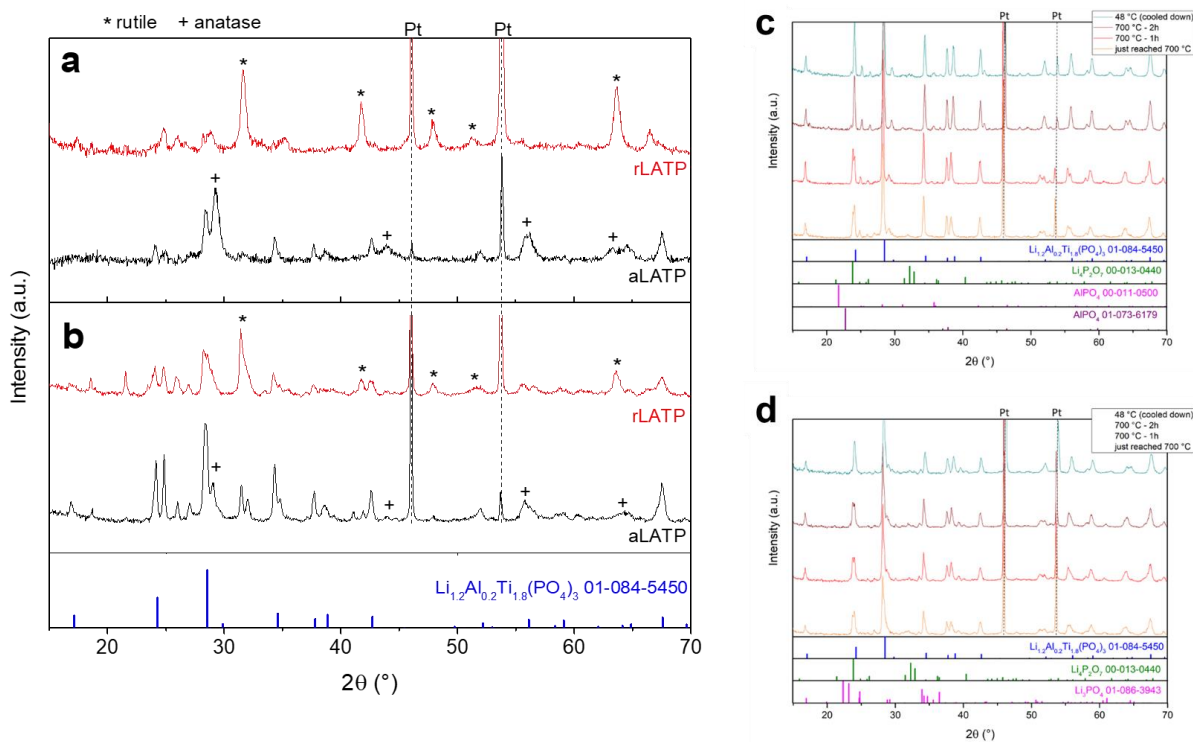 * rutile + anatase
Pt Pt
a
* * * * *
rLATP
+ + + +
aLATP
b
* * * * *
rLATP
+ + + +
aLATP
Li₁.₂Al₀.₂Ti₁.₈(PO₄)₃ 01-084-5450
20 30 40 50 60 70
2θ (°)
Intensity (a.u.)
c
Pt Pt
48 °C (cooled down)
700 °C - 2h
700 °C - 1h
just reached 700 °C
Intensity (a.u.)
Li₁.₂Al₀.₂Ti₁.₈(PO₄)₃ 01-084-5450
Li₄P₂O₇ 00-013-0440
AlPO₄ 00-011-0500
AlPO₄ 01-073-6179
20 30 40 50 60 70
2θ (°)
d
Pt Pt
48 °C (cooled down)
700 °C - 2h
700 °C - 1h
just reached 700 °C
Intensity (a.u.)
Li₁.₂Al₀.₂Ti₁.₈(PO₄)₃ 01-084-5450
Li₄P₂O₇ 00-013-0440
Li₃PO₄ 01-086-3943
20 30 40 50 60 70
2θ (°)